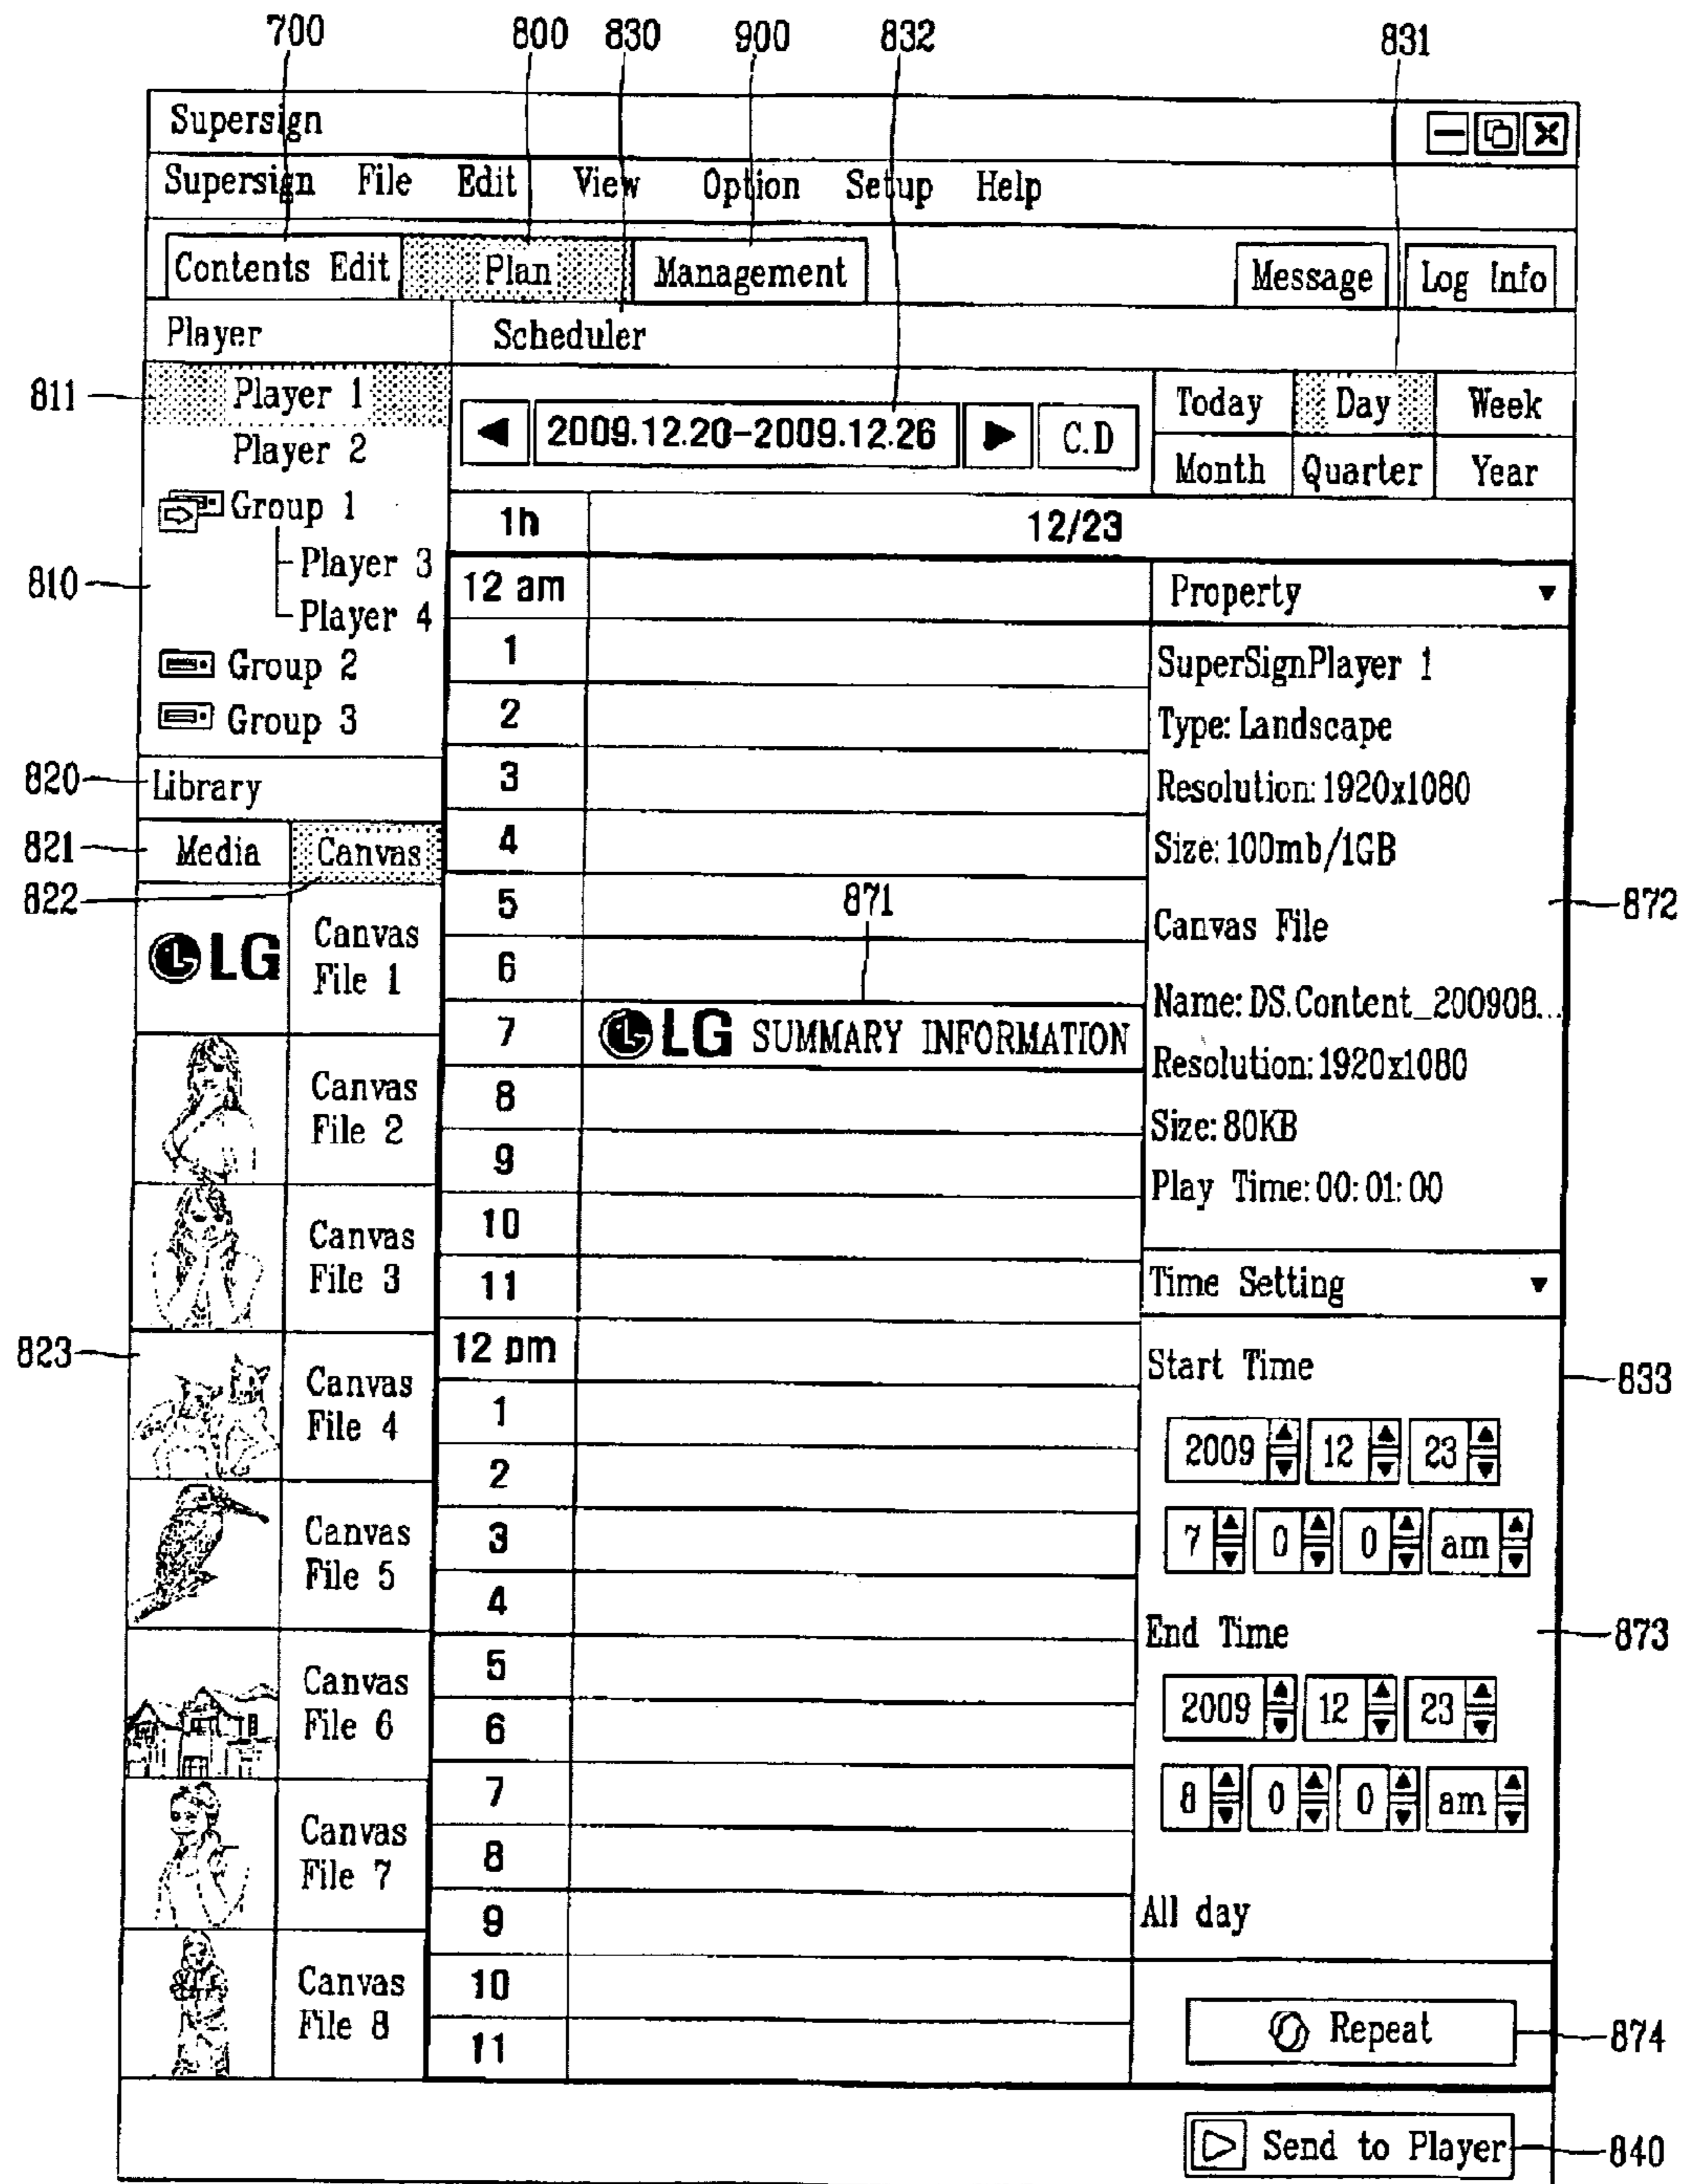 700 800 830 900 832 831
Supersign
Supersign File Edit View Option Setup Help
Contents Edit Plan Management Message Log Info
Player Scheduler
811
Player 1
Player 2
Group 1
Player 3
810
Player 4
Group 2
Group 3
820
Library
821
Media Canvas
822
LG Canvas
File 1
Canvas
File 2
Canvas
File 3
823
Canvas
File 4
Canvas
File 5
Canvas
File 6
Canvas
File 7
Canvas
File 8
2009.12.20-2009.12.26 C.D
Today Day Week
Month Quarter Year
1h 12/23
12 am
1
2
3
4
5
871
6
7 LG SUMMARY INFORMATION
8
9
10
11
12 pm
1
2
3
4
5
6
7
8
9
10
11
Property
SuperSignPlayer 1
Type: Landscape
Resolution: 1920x1080
Size: 100mb/1GB
872
Canvas File
Name: DS.Content_200908...
Resolution: 1920x1080
Size: 80KB
Play Time: 00:01:00
Time Setting
Start Time
833
2009 12 23
7 0 0 am
End Time
873
2009 12 23
8 0 0 am
All day
Repeat
874
Send to Player
840